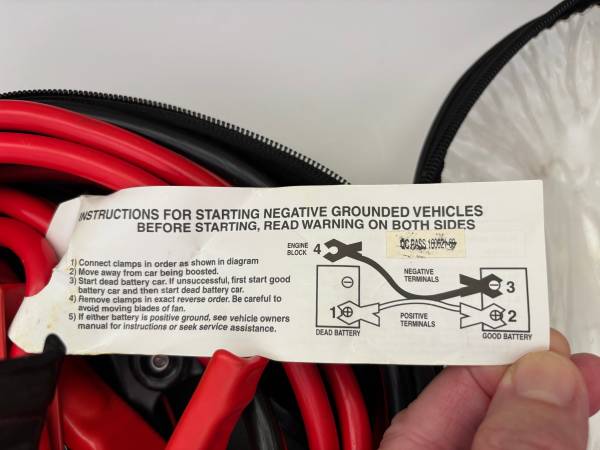 INSTRUCTIONS FOR STARTING NEGATIVE GROUNDED VEHICLES
BEFORE STARTING, READ WARNING ON BOTH SIDES
1) Connect clamps in order as shown in diagram
2) Move away from car being boosted.
3) Start dead battery car. If unsuccessful, first start good
battery car and then start dead battery car.
4) Remove clamps in exact reverse order. Be careful to
avoid moving blades of fan.
5) If either battery is positive ground, see vehicle owners
manual for instructions or seek service assistance.
QC PASS
ENGINE
BLOCK
4
NEGATIVE
TERMINALS
3
1
POSITIVE
TERMINALS
2
DEAD BATTERY
GOOD BATTERY